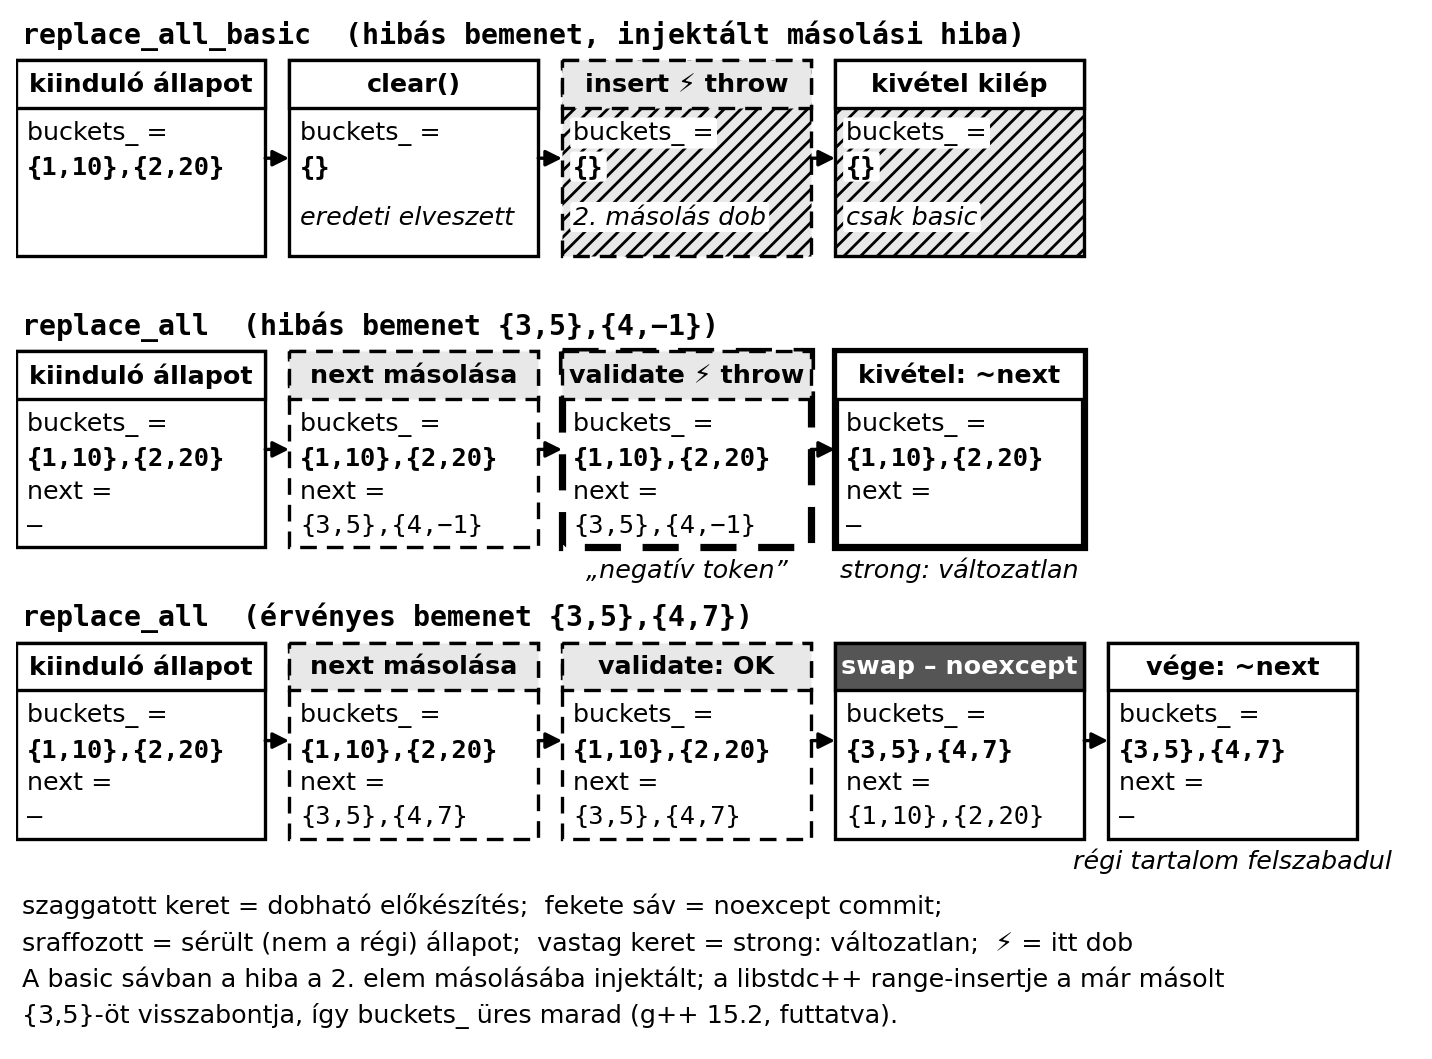 replace_all_basic  (hibás bemenet, injektált másolási hiba)
kiinduló állapot
buckets_ =
{1,10},{2,20}
clear()
buckets_ =
{}
eredeti elveszett
insert ⚡ throw
buckets_ =
{}
2. másolás dob
kivétel kilép
buckets_ =
{}
csak basic
replace_all  (hibás bemenet {3,5},{4,−1})
kiinduló állapot
buckets_ =
{1,10},{2,20}
next =
—
next másolása
buckets_ =
{1,10},{2,20}
next =
{3,5},{4,−1}
validate ⚡ throw
buckets_ =
{1,10},{2,20}
next =
{3,5},{4,−1}
„negatív token”
kivétel: ~next
buckets_ =
{1,10},{2,20}
next =
—
strong: változatlan
replace_all  (érvényes bemenet {3,5},{4,7})
kiinduló állapot
buckets_ =
{1,10},{2,20}
next =
—
next másolása
buckets_ =
{1,10},{2,20}
next =
{3,5},{4,7}
validate: OK
buckets_ =
{1,10},{2,20}
next =
{3,5},{4,7}
swap – noexcept
buckets_ =
{3,5},{4,7}
next =
{1,10},{2,20}
vége: ~next
buckets_ =
{3,5},{4,7}
next =
—
régi tartalom felszabadul
szaggatott keret = dobható előkészítés;  fekete sáv = noexcept commit;
sraffozott = sérült (nem a régi) állapot;  vastag keret = strong: változatlan;  ⚡ = itt dob
A basic sávban a hiba a 2. elem másolásába injektált; a libstdc++ range-insertje a már másolt
{3,5}-öt visszabontja, így buckets_ üres marad (g++ 15.2, futtatva).